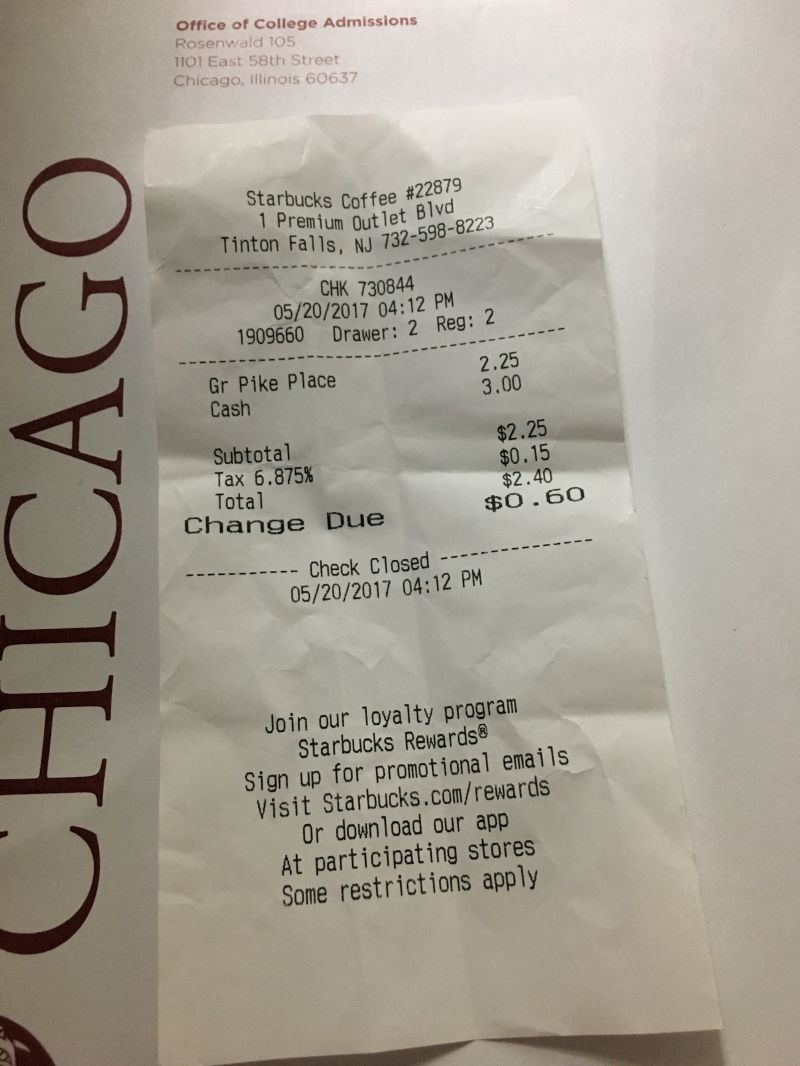 Office of College Admissions
Rosenwald 105
1101 East 58th Street
Chicago, Illinois 60637
CHICAGO
Starbucks Coffee #22879
1 Premium Outlet Blvd
Tinton Falls, NJ 732-598-8223
--------------------------------
CHK 730844
05/20/2017 04:12 PM
1909660 Drawer: 2 Reg: 2
--------------------------------
Gr Pike Place 2.25
Cash 3.00
Subtotal $2.25
Tax 6.875% $0.15
Total $2.40
Change Due $0.60
----------- Check Closed -----------
05/20/2017 04:12 PM
Join our loyalty program
Starbucks Rewards®
Sign up for promotional emails
Visit Starbucks.com/rewards
Or download our app
At participating stores
Some restrictions apply